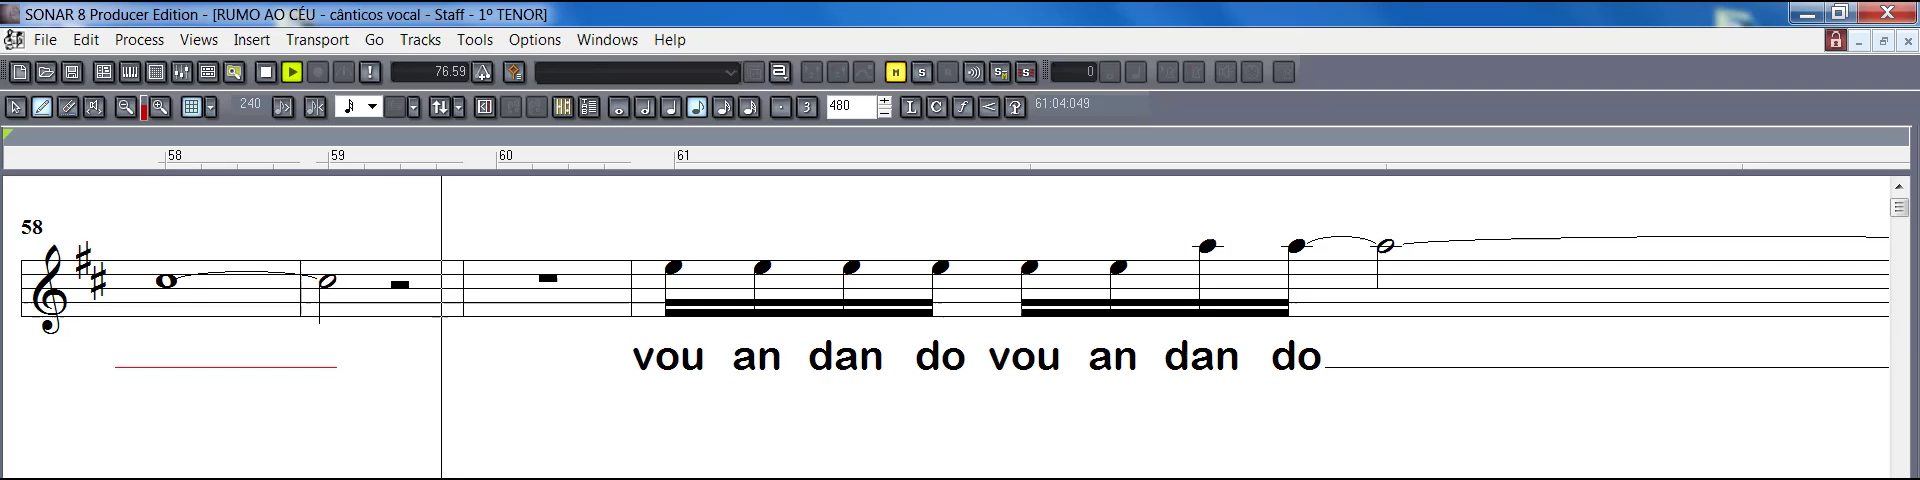 SONAR 8 Producer Edition - [RUMO AO CÉU - cânticos vocal - Staff - 1º TENOR]
File Edit Process Views Insert Transport Go Tracks Tools Options Windows Help
76.59 M S 0
240 3 480 L C f 61:04:049
58 59 60 61
58
vou an dan do vou an dan do